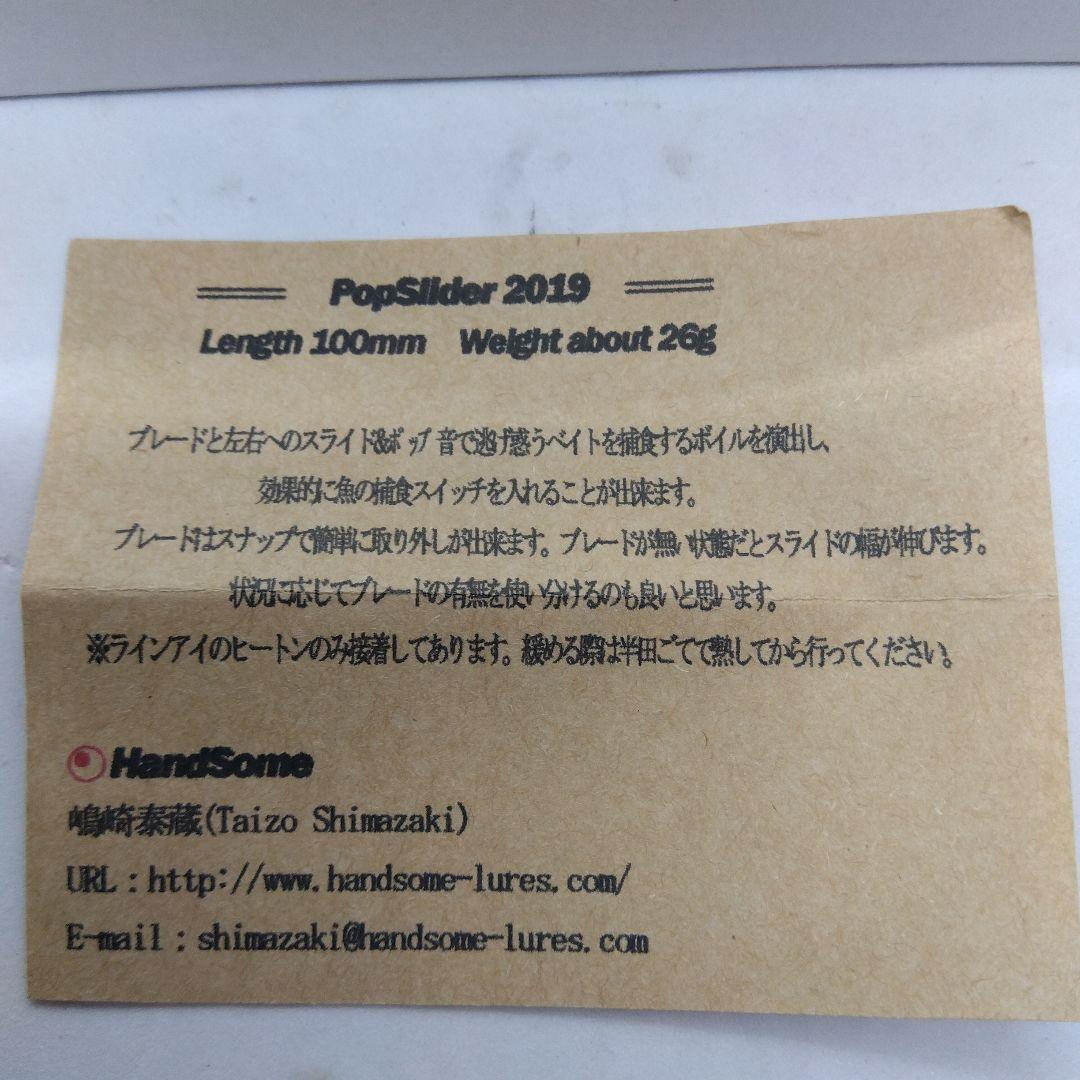 PopSlider 2019
Length 100mm Weight about 26g
ブレードと左右へのスライド&ポップ音で逃げ惑うベイトを捕食するボイルを演出し、
効果的に魚の捕食スイッチを入れることが出来ます。
ブレードはスナップで簡単に取り外しが出来ます。ブレードが無い状態だとスライドの幅が伸びます。
状況に応じてブレードの有無を使い分けるのも良いと思います。
※ラインアイのヒートンのみ接着してあります。緩める際は半田ごてで熱してから行ってください。
HandSome
嶋崎泰蔵(Taizo Shimazaki)
URL：http://www.handsome-lures.com/
E-mail：shimazaki@handsome-lures.com